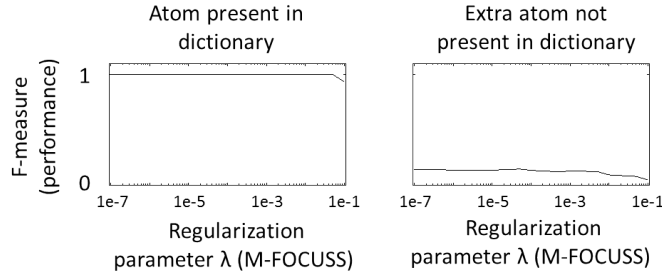 Atom present in
dictionary
Extra atom not
present in dictionary
F-measure
(performance)
1
0
1e-7
1e-5
1e-3
1e-1
1e-7
1e-5
1e-3
1e-1
Regularization
parameter λ (M-FOCUSS)
Regularization
parameter λ (M-FOCUSS)